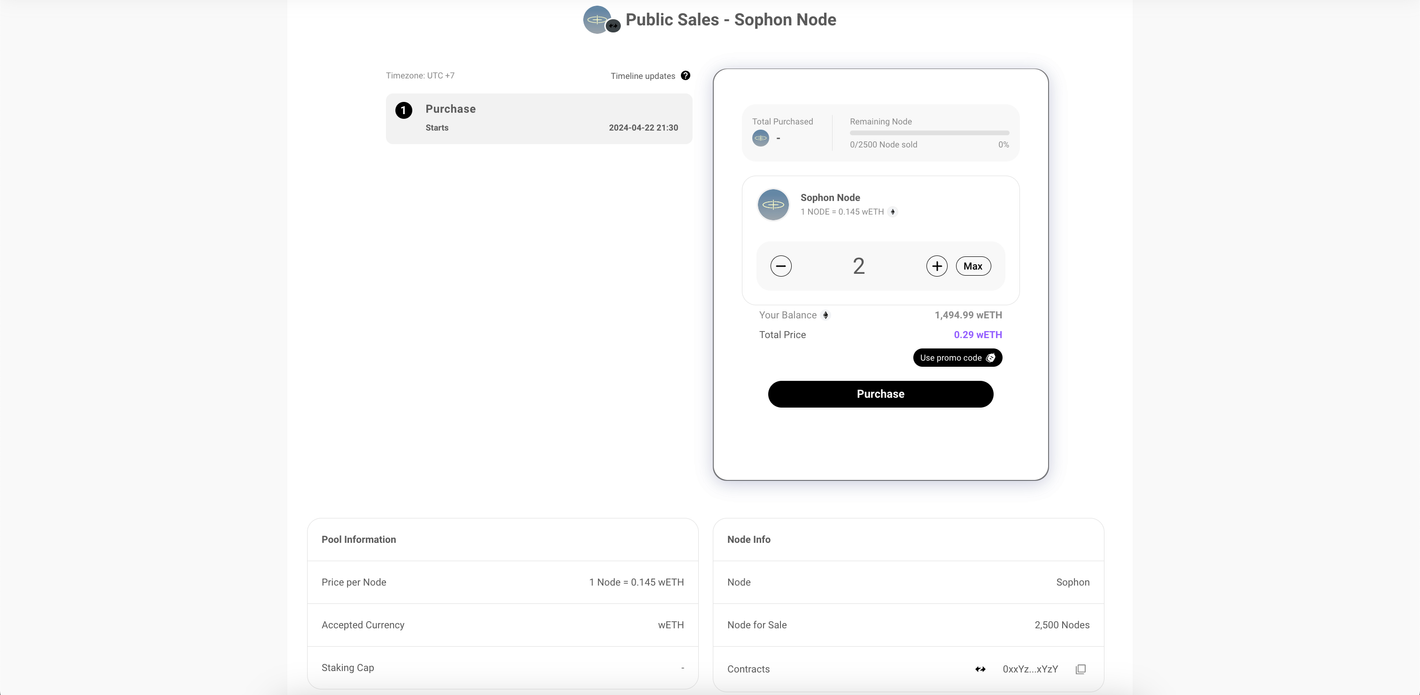 Public Sales - Sophon Node
Timezone: UTC +7
Timeline updates ?
1 Purchase
Starts 2024-04-22 21:30
Total Purchased
-
Remaining Node
0/2500 Node sold 0%
Sophon Node
1 NODE = 0.145 wETH
2 Max
Your Balance 1,494.99 wETH
Total Price 0.29 wETH
Use promo code
Purchase
Pool Information
Price per Node 1 Node = 0.145 wETH
Accepted Currency wETH
Staking Cap -
Node Info
Node Sophon
Node for Sale 2,500 Nodes
Contracts 0xxYz...xYzY